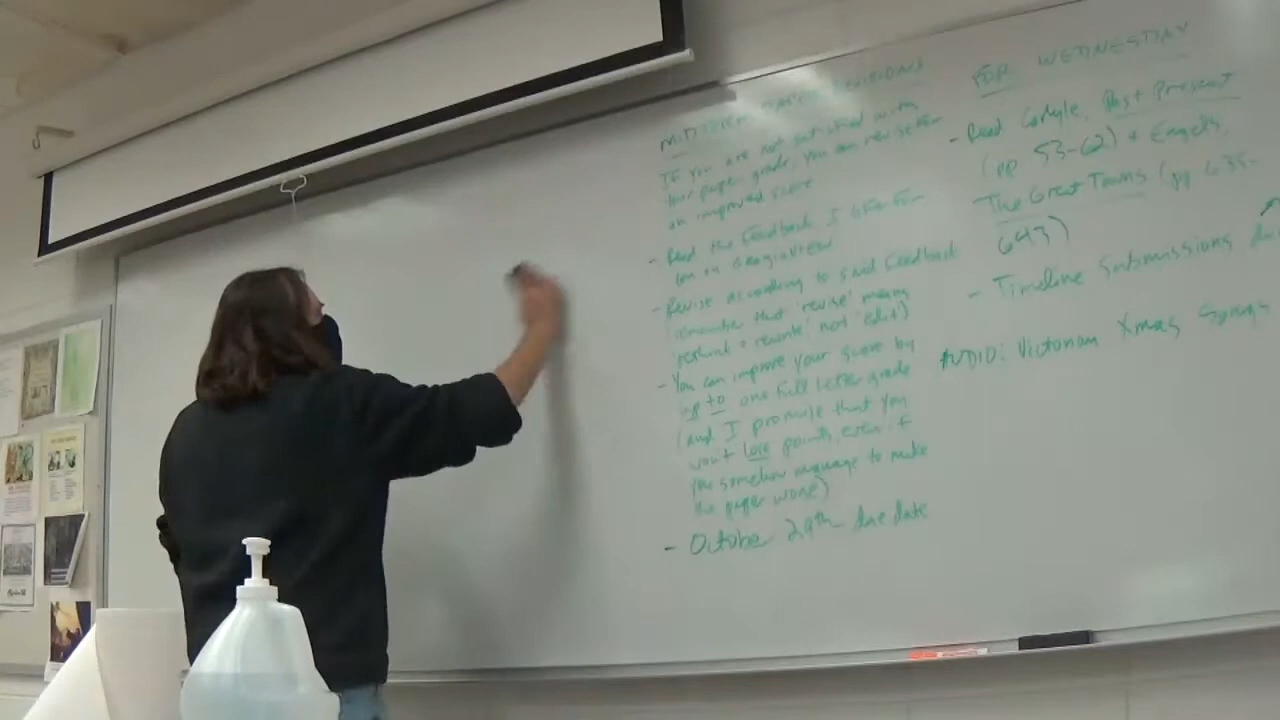 MIDTERM PAPER REVISIONS
If you are not satisfied with
your paper grade, you can revise for
an improved score
- Read the feedback I gave for
you on GeorgiaView
- Revise according to said feedback
(remember that 'revise' means
'rethink & rewrite' not 'edit')
- You can improve your score by
up to one full letter grade
(and I promise that you
won't lose points, even if
you somehow manage to make
the paper worse)
- October 29th due date
FOR WEDNESDAY
- Read Carlyle, Past + Present
(pp 53-62) + Engels,
The Great Towns (pp 635-
643)
- Timeline Submissions
AUDIO: Victorian Xmas Songs